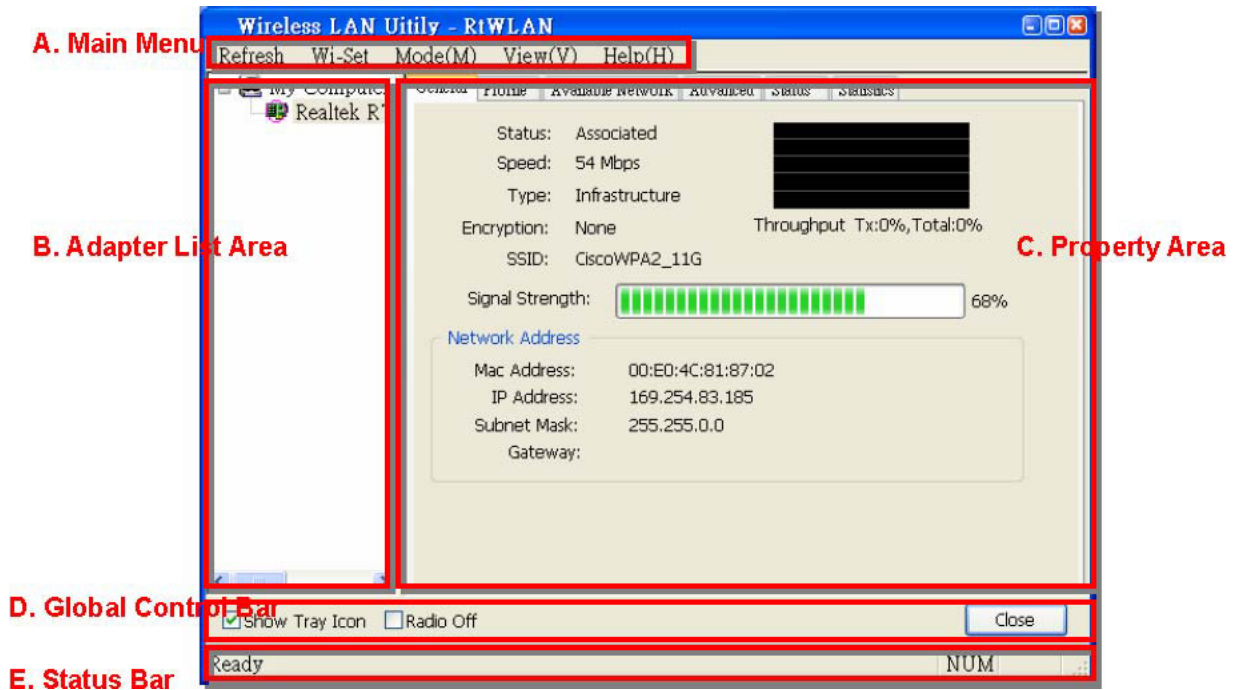 Wireless LAN Uitily - RtWLAN
A. Main Menu
Refresh Wi-Set Mode(M) View(V) Help(H)
My Computer
Realtek R
General Profile Available Network Advanced Status Statistics
Status: Associated
Speed: 54 Mbps
Type: Infrastructure
Encryption: None
Throughput Tx:0%,Total:0%
B. Adapter List Area
C. Property Area
SSID: CiscoWPA2_11G
Signal Strength: 68%
Network Address
Mac Address: 00:E0:4C:81:87:02
IP Address: 169.254.83.185
Subnet Mask: 255.255.0.0
Gateway:
D. Global Control Bar
Show Tray Icon Radio Off Close
Ready NUM
E. Status Bar